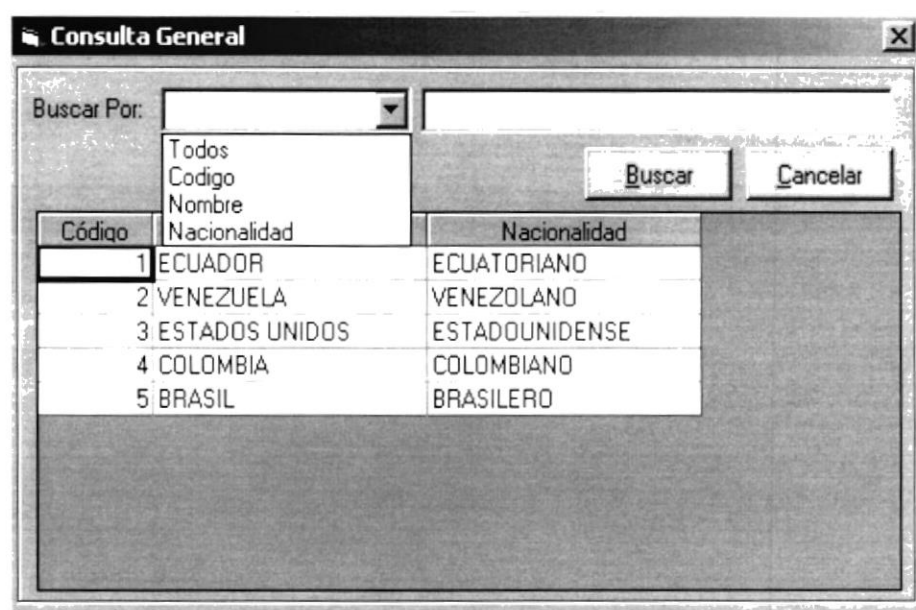 Consulta General
Buscar Por:
Todos
Codigo
Nombre
Nacionalidad
Buscar Cancelar
Código Nacionalidad
1 ECUADOR ECUATORIANO
2 VENEZUELA VENEZOLANO
3 ESTADOS UNIDOS ESTADOUNIDENSE
4 COLOMBIA COLOMBIANO
5 BRASIL BRASILERO